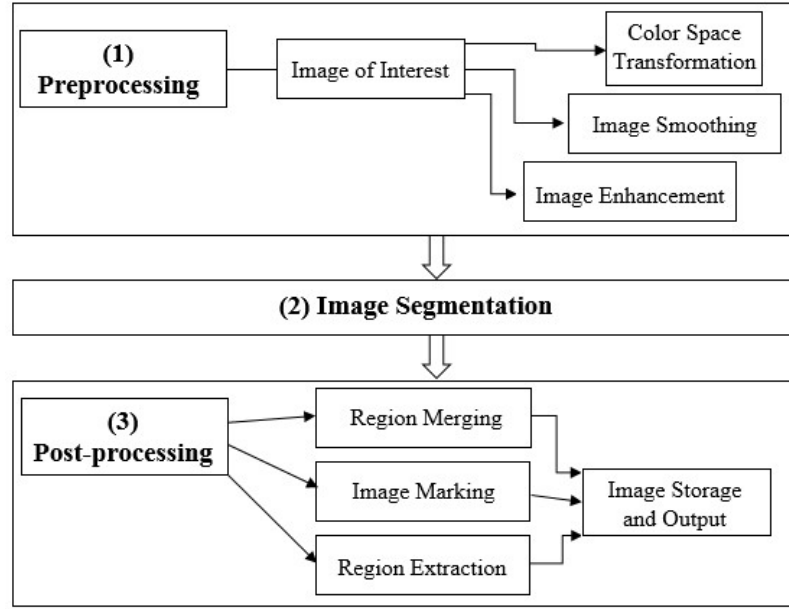 (1)
Preprocessing
Image of Interest
Color Space
Transformation
Image Smoothing
Image Enhancement
(2) Image Segmentation
(3)
Post-processing
Region Merging
Image Marking
Region Extraction
Image Storage
and Output